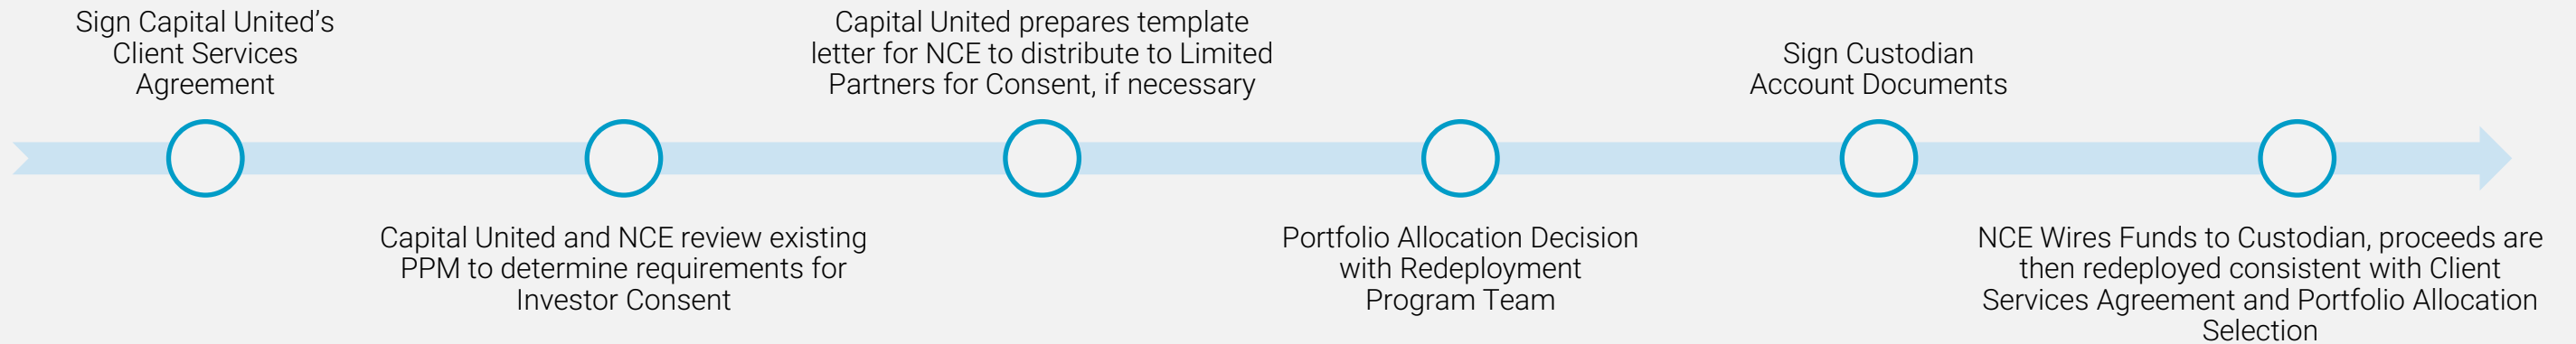 Sign Capital United’s
Client Services
Agreement
Capital United and NCE review existing
PPM to determine requirements for
Investor Consent
Capital United prepares template
letter for NCE to distribute to Limited
Partners for Consent, if necessary
Portfolio Allocation Decision
with Redeployment
Program Team
Sign Custodian
Account Documents
NCE Wires Funds to Custodian, proceeds are
then redeployed consistent with Client
Services Agreement and Portfolio Allocation
Selection